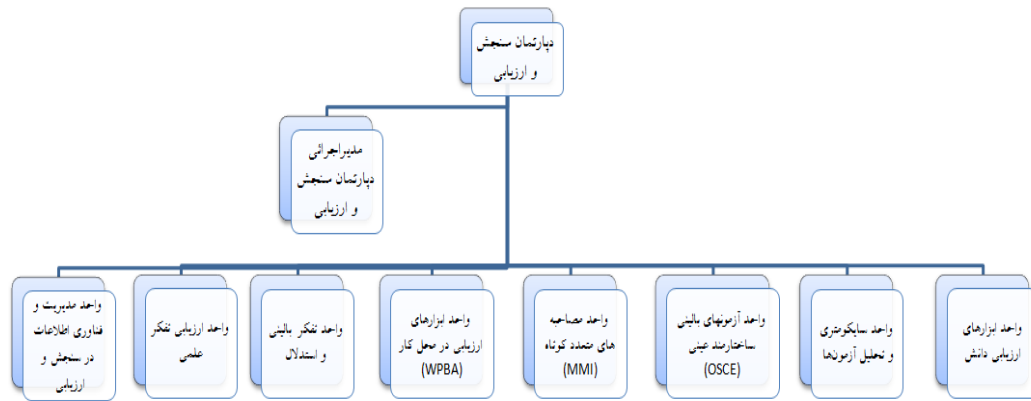 دپارتمان سنجش
و ارزیابی
مدیراجرائی
دپارتمان سنجش
و ارزیابی
واحد ابزارهای
ارزیابی دانش
واحد سایکومتری
و تحلیل آزمون‌ها
واحد آزمونهای بالینی
ساختارمند عینی
(OSCE)
واحد مصاحبه
های متعدد کوتاه
(MMI)
واحد ابزارهای
ارزیابی در محل کار
(WPBA)
واحد تفکر بالینی
و استدلال
واحد ارزیابی تفکر
علمی
واحد مدیریت و
فناوری اطلاعات
در سنجش و
ارزیابی